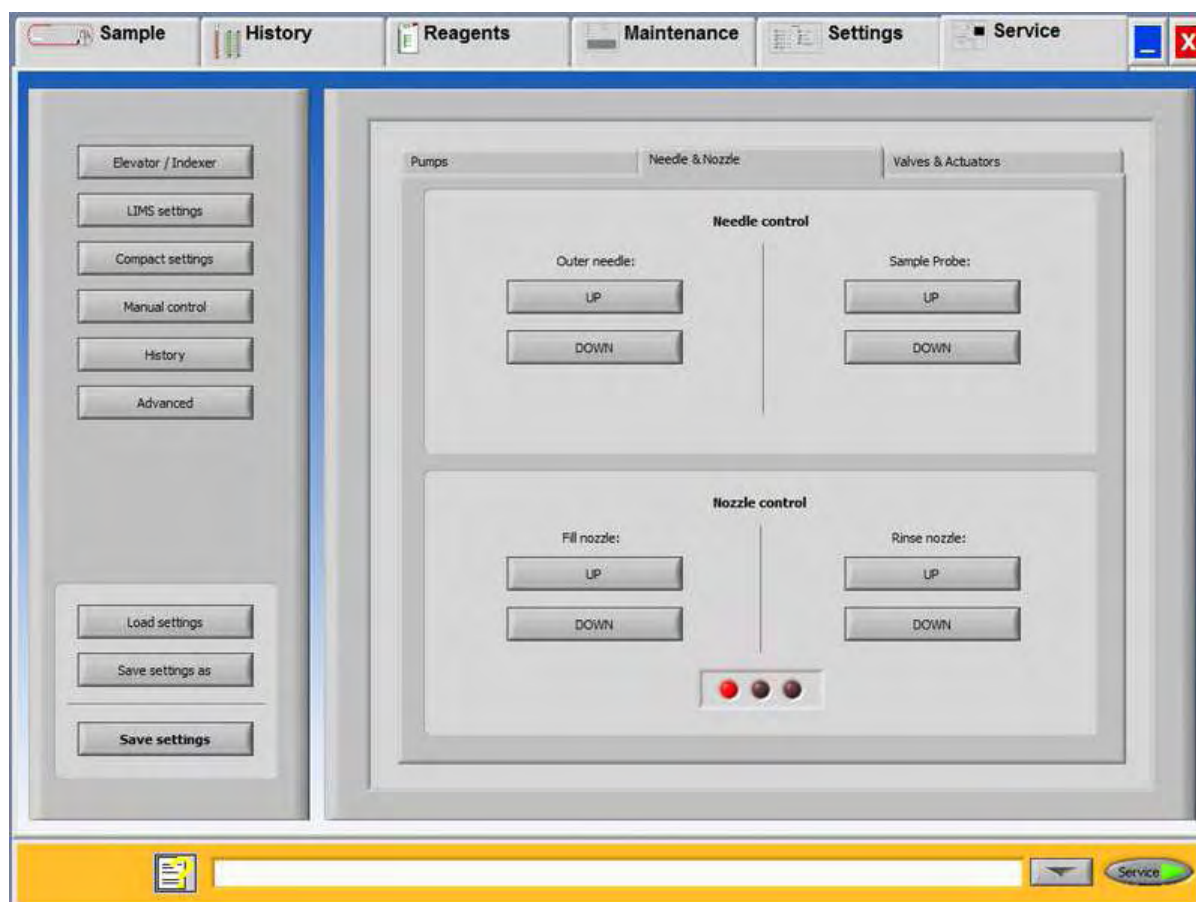 Sample History Reagents Maintenance Settings Service _ X
Elevator / Indexer
LIMS settings
Compact settings
Manual control
History
Advanced
Load settings
Save settings as
Save settings
Pumps Needle & Nozzle Valves & Actuators
Needle control
Outer needle: Sample Probe:
UP UP
DOWN DOWN
Nozzle control
Fill nozzle: Rinse nozzle:
UP UP
DOWN DOWN
Service